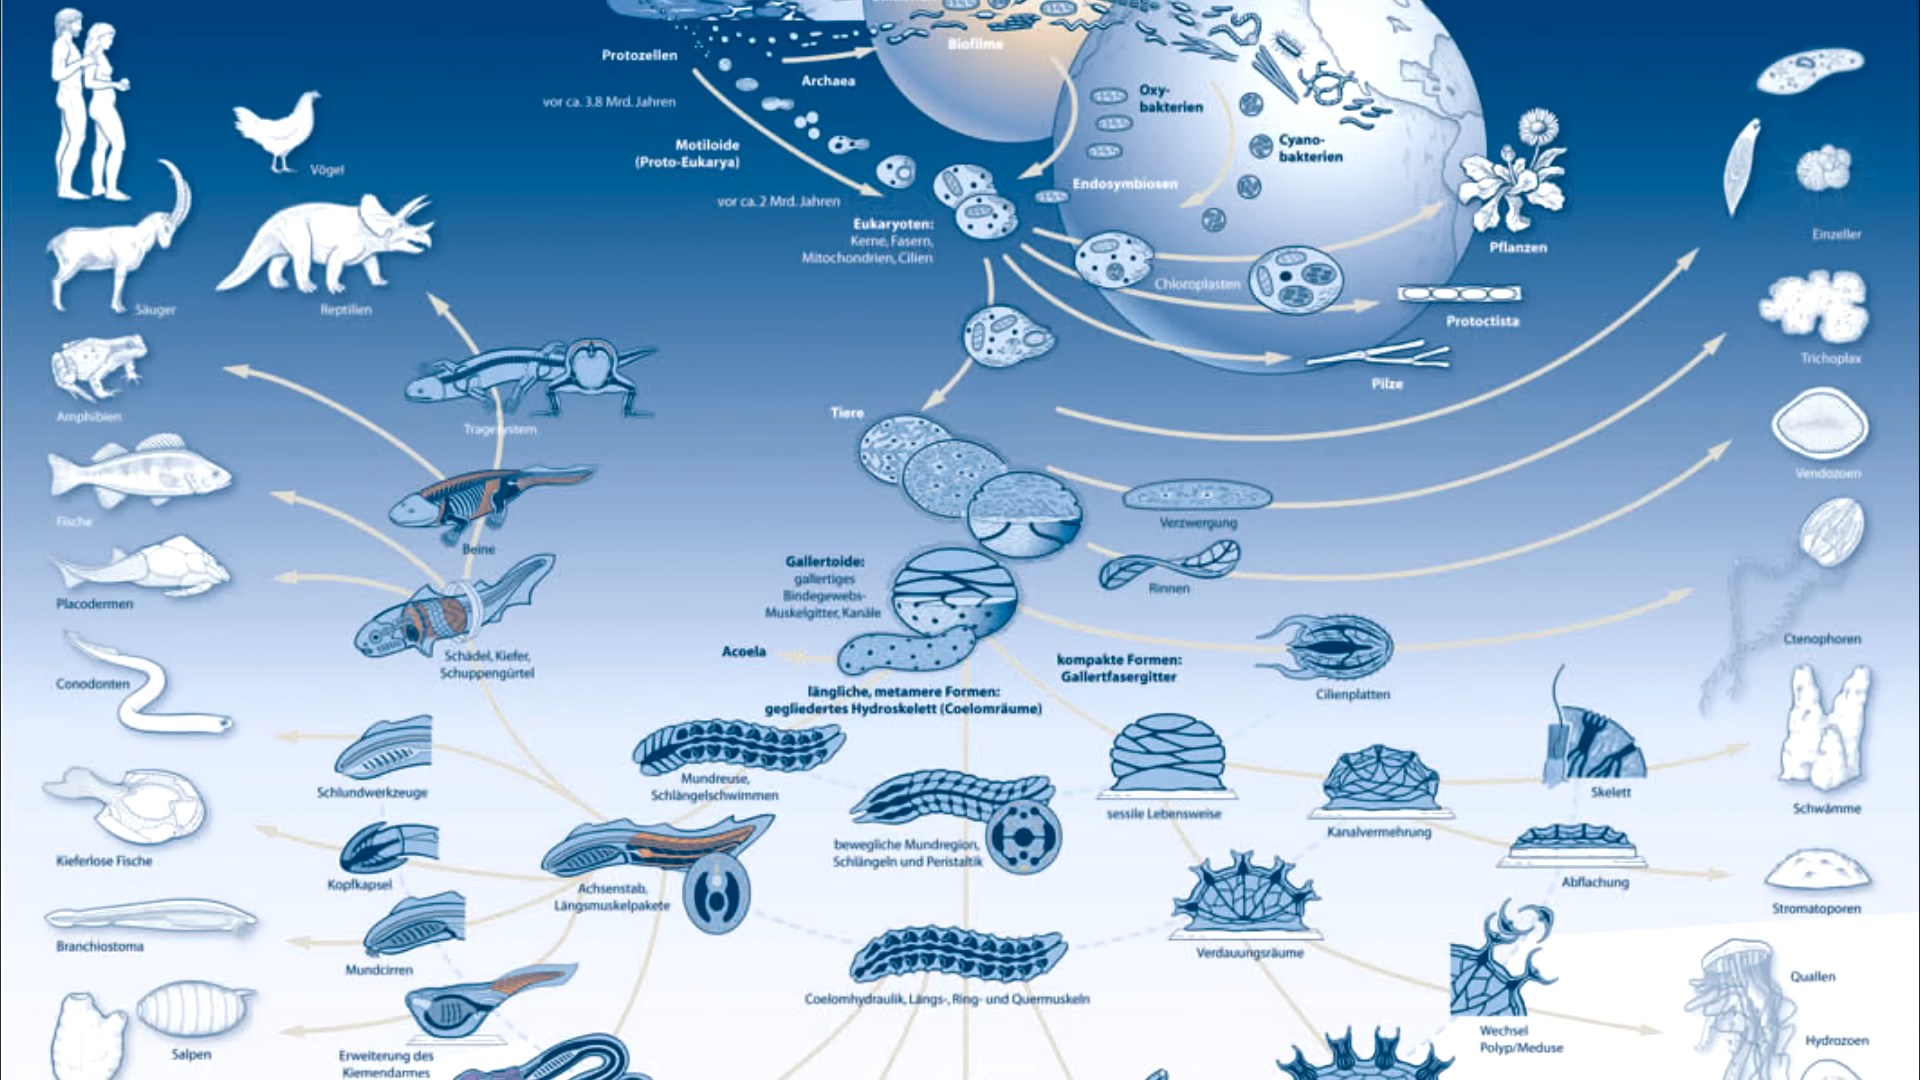 Biofilme
Protozellen
Archaea
vor ca. 3,8 Mrd. Jahren
Oxy-
bakterien
Motiloide
(Proto-Eukarya)
Cyano-
bakterien
Vögel
Endosymbiosen
vor ca. 2 Mrd. Jahren
Eukaryoten:
Kerne, Fasern,
Mitochondrien, Cilien
Einzeller
Pflanzen
Chloroplasten
Säuger
Reptilien
Protoctista
Trichoplax
Pilze
Amphibien
Tiere
Tragesystem
Vendozoen
Fische
Verzwergung
Beine
Gallertoide:
gallertiges
Bindegewebs-
Muskelgitter, Kanäle
Rinnen
Placodermen
Ctenophoren
Acoela
Schädel, Kiefer,
Schuppengürtel
kompakte Formen:
Gallertfasergitter
Conodonten
Cilienplatten
längliche, metamere Formen:
gegliedertes Hydroskelett (Coelomräume)
Mundreuse,
Schlängelschwimmen
Schlundwerkzeuge
Skelett
Schwämme
sessile Lebensweise
Kanalvermehrung
bewegliche Mundregion,
Schlängeln und Peristaltik
Kieferlose Fische
Kopfkapsel
Achsenstab,
Längsmuskelpakete
Abflachung
Stromatoporen
Branchiostoma
Verdauungsräume
Mundcirren
Quallen
Coelomhydraulik, Längs-, Ring- und Quermuskeln
Wechsel
Polyp/Meduse
Hydrozoen
Salpen
Erweiterung des
Kiemendarmes